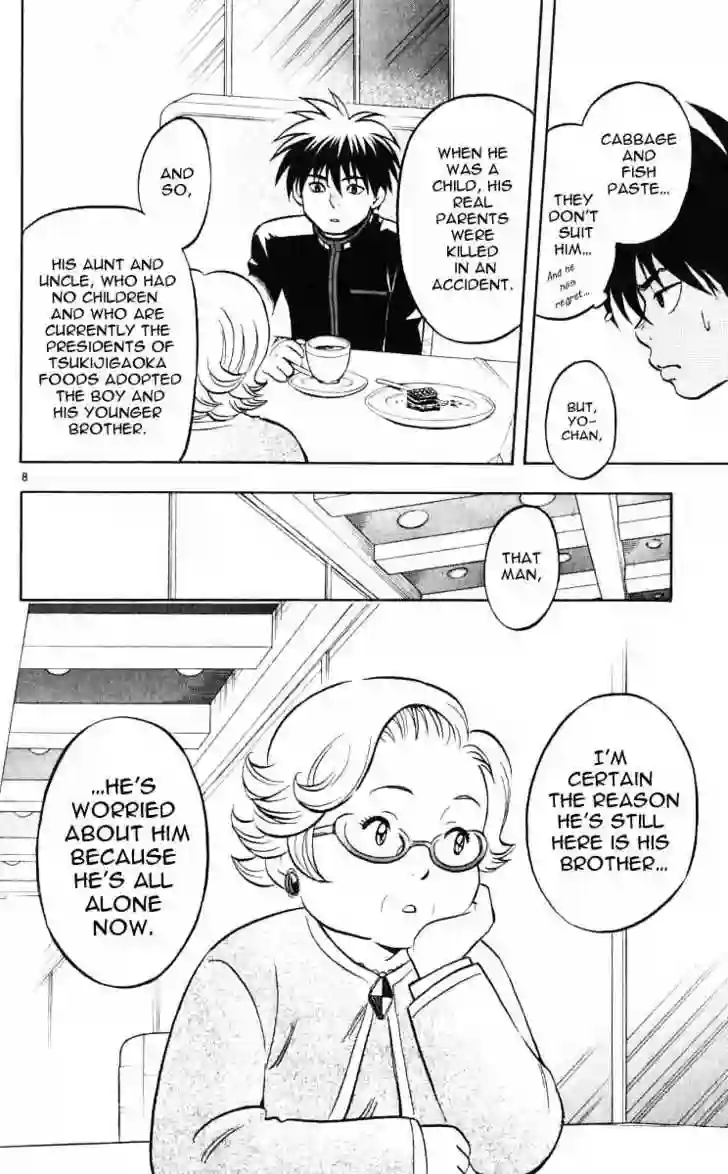 CABBAGE
AND
FISH
PASTE...
THEY
DON'T
SUIT
HIM...
And he
has
regret...
BUT,
YO-
CHAN,
WHEN HE
WAS A
CHILD, HIS
REAL
PARENTS
WERE
KILLED
IN AN
ACCIDENT.
AND
SO,
HIS AUNT AND
UNCLE, WHO HAD
NO CHILDREN
AND WHO ARE
CURRENTLY THE
PRESIDENTS OF
TSUKIJIGAOKA
FOODS ADOPTED
THE BOY AND
HIS YOUNGER
BROTHER.
8
THAT
MAN,
I'M
CERTAIN
THE REASON
HE'S STILL
HERE IS HIS
BROTHER...
...HE'S
WORRIED
ABOUT HIM
BECAUSE
HE'S ALL
ALONE
NOW.